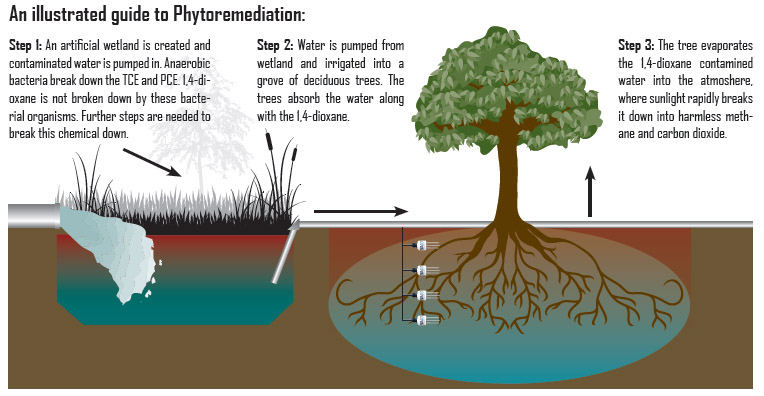 An illustrated guide to Phytoremediation:
Step 1: An artificial wetland is created and
contaminated water is pumped in. Anaerobic
bacteria break down the TCE and PCE. 1,4-di-
oxane is not broken down by these bacte-
rial organisms. Further steps are needed to
break this chemical down.
Step 2: Water is pumped from
wetland and irrigated into a
grove of deciduous trees. The
trees absorb the water along
with the 1,4-dioxane.
Step 3: The tree evaporates
the 1,4-dioxane contamined
water into the atmoshere,
where sunlight rapidly breaks
it down into harmless meth-
ane and carbon dioxide.